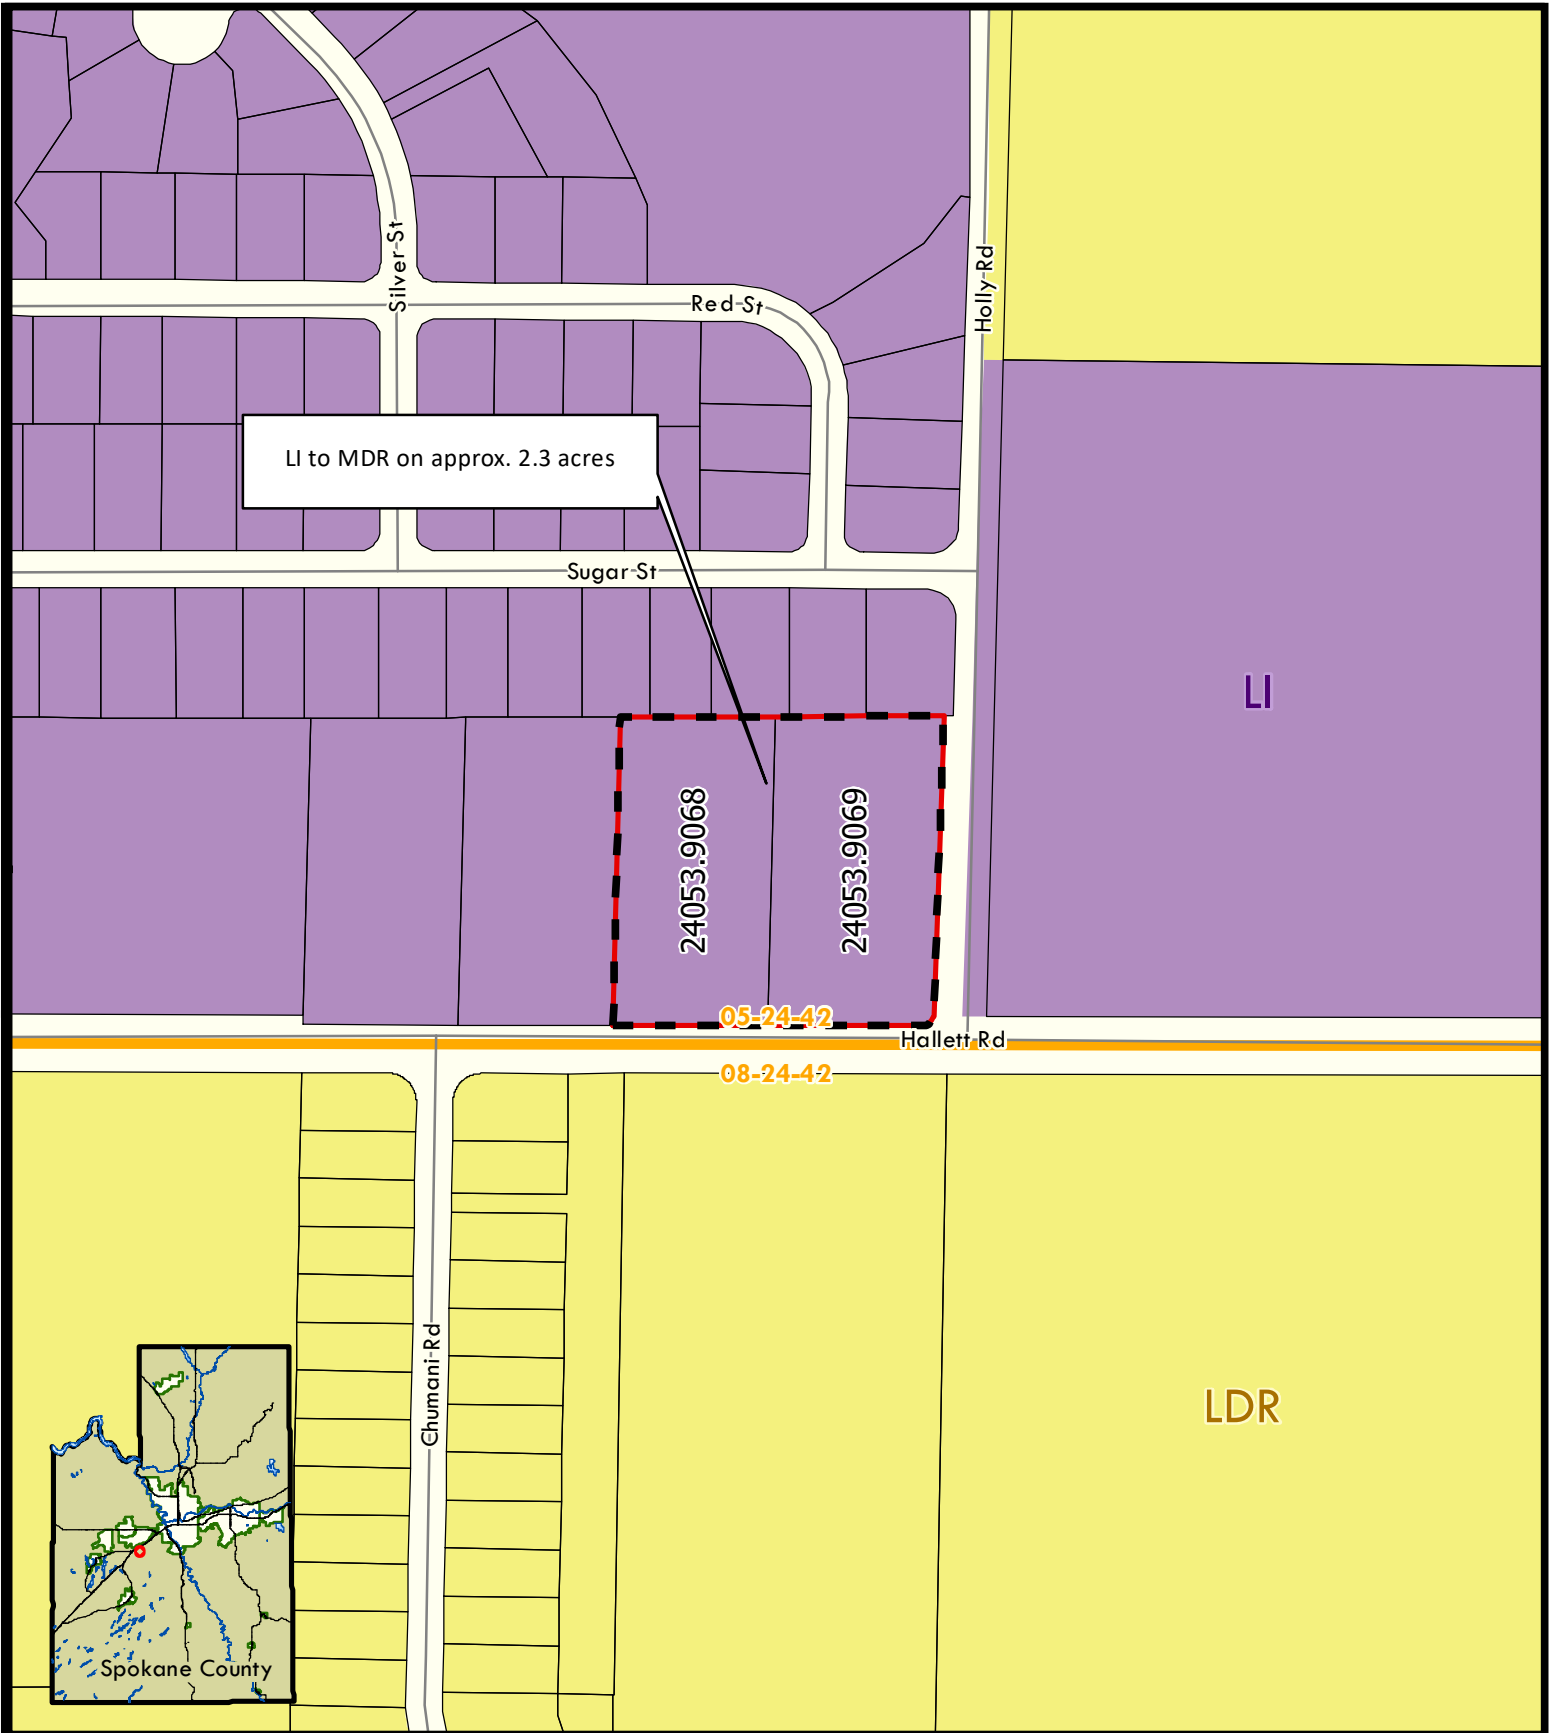 Silver St
Red St
Holly Rd
LI to MDR on approx. 2.3 acres
Sugar St
LI
24053.9068
24053.9069
05-24-42
Hallett Rd
08-24-42
Chumani Rd
LDR
Spokane County